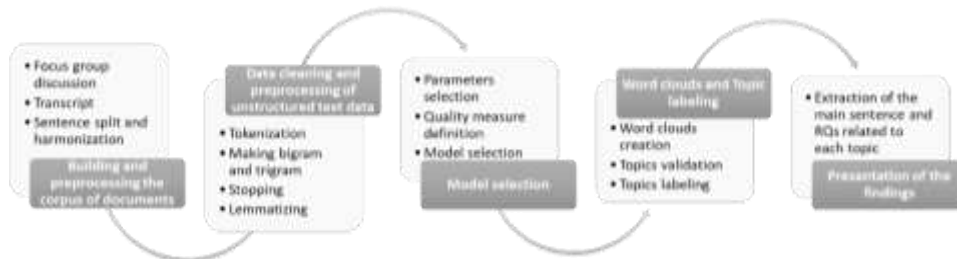 • Focus group
discussion
• Transcript
• Sentence split and
harmonization
Building and
preprocessing the
corpus of documents
Data cleaning and
preprocessing of
unstructured text data
• Tokenization
• Making bigram
and trigram
• Stopping
• Lemmatizing
• Parameters
selection
• Quality measure
definition
• Model selection
Model selection
Word clouds and Topic
labeling
• Word clouds
creation
• Topics validation
• Topics labeling
• Extraction of the
main sentence and
RQs related to
each topic
Presentation of the
findings